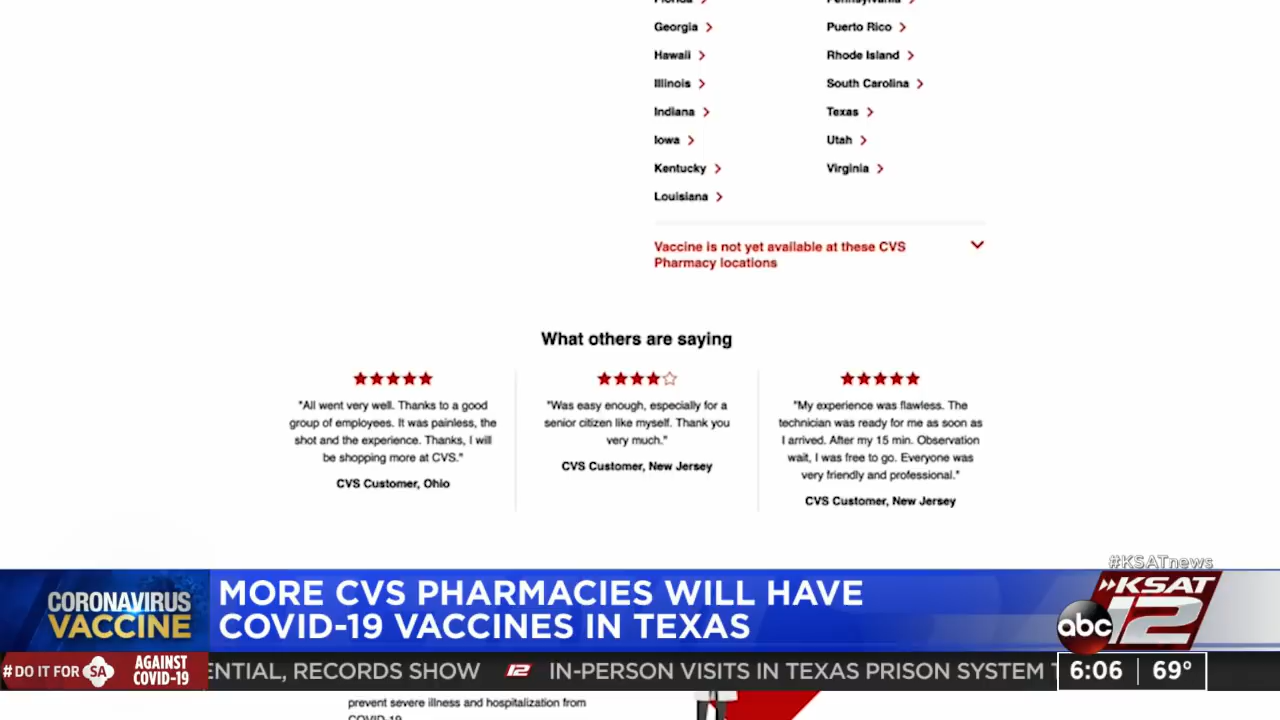 Florida
Pennsylvania
Georgia
Puerto Rico
Hawaii
Rhode Island
Illinois
South Carolina
Indiana
Texas
Iowa
Utah
Kentucky
Virginia
Louisiana
Vaccine is not yet available at these CVS
Pharmacy locations
What others are saying
"All went very well. Thanks to a good
group of employees. It was painless, the
shot and the experience. Thanks, I will
be shopping more at CVS."
CVS Customer, Ohio
"Was easy enough, especially for a
senior citizen like myself. Thank you
very much."
CVS Customer, New Jersey
"My experience was flawless. The
technician was ready for me as soon as
I arrived. After my 15 min. Observation
wait, I was free to go. Everyone was
very friendly and professional."
CVS Customer, New Jersey
#KSATnews
CORONAVIRUS
VACCINE
MORE CVS PHARMACIES WILL HAVE
COVID-19 VACCINES IN TEXAS
abc KSAT 12
#DO IT FOR SA
AGAINST
COVID-19
ENTIAL, RECORDS SHOW 12 IN-PERSON VISITS IN TEXAS PRISON SYSTEM
6:06 69°
prevent severe illness and hospitalization from
COVID-19